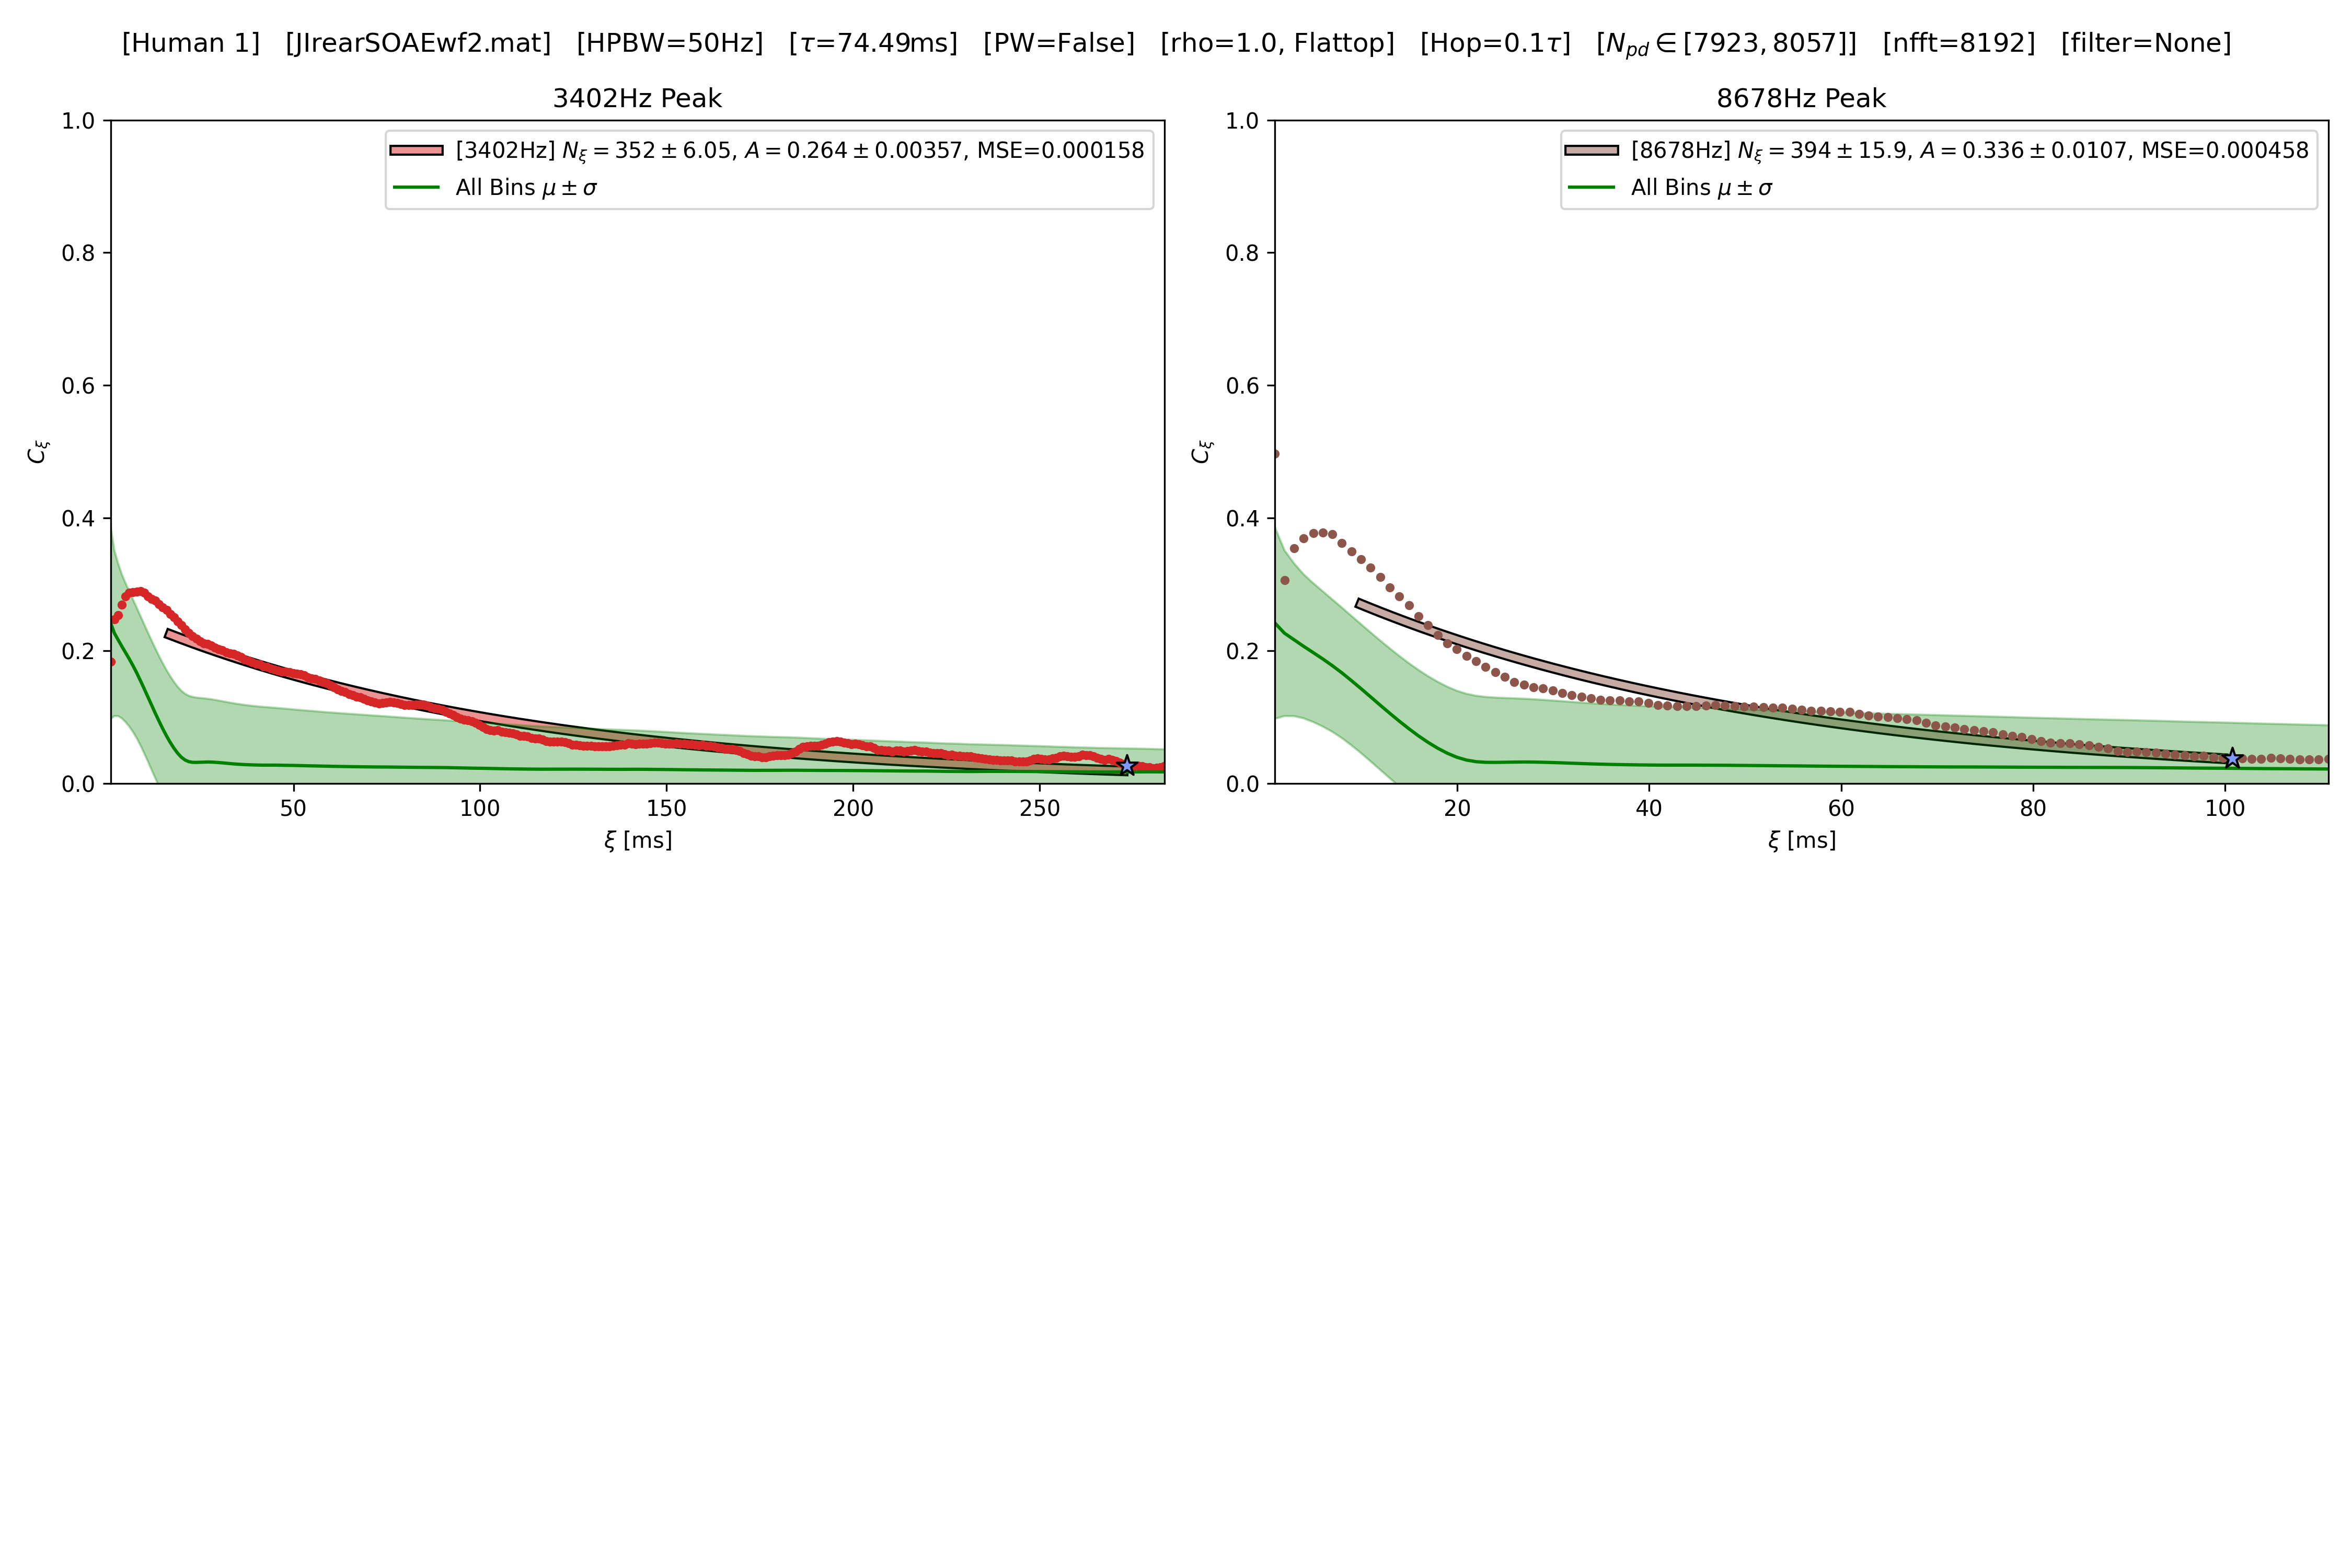 [Human 1] [JIrearSOAEwf2.mat] [HPBW=50Hz] [τ=74.49ms] [PW=False] [rho=1.0, Flattop] [Hop=0.1τ] [N_pd ∈ [7923, 8057]] [nfft=8192] [filter=None]
3402Hz Peak
1.0
0.8
0.6
0.4
0.2
0.0
C_ξ
[3402Hz] N_ξ = 352 ± 6.05, A = 0.264 ± 0.00357, MSE=0.000158
All Bins μ ± σ
50 100 150 200 250
ξ [ms]
8678Hz Peak
1.0
0.8
0.6
0.4
0.2
0.0
C_ξ
[8678Hz] N_ξ = 394 ± 15.9, A = 0.336 ± 0.0107, MSE=0.000458
All Bins μ ± σ
20 40 60 80 100
ξ [ms]